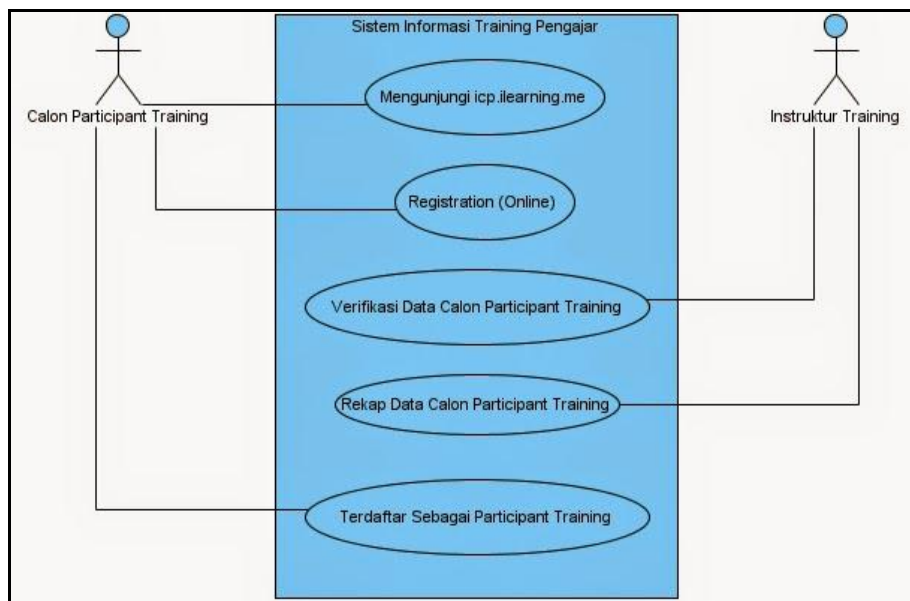 Sistem Informasi Training Pengajar
Mengunjungi icp.ilearning.me
Calon Participant Training
Instruktur Training
Registration (Online)
Verifikasi Data Calon Participant Training
Rekap Data Calon Participant Training
Terdaftar Sebagai Participant Training